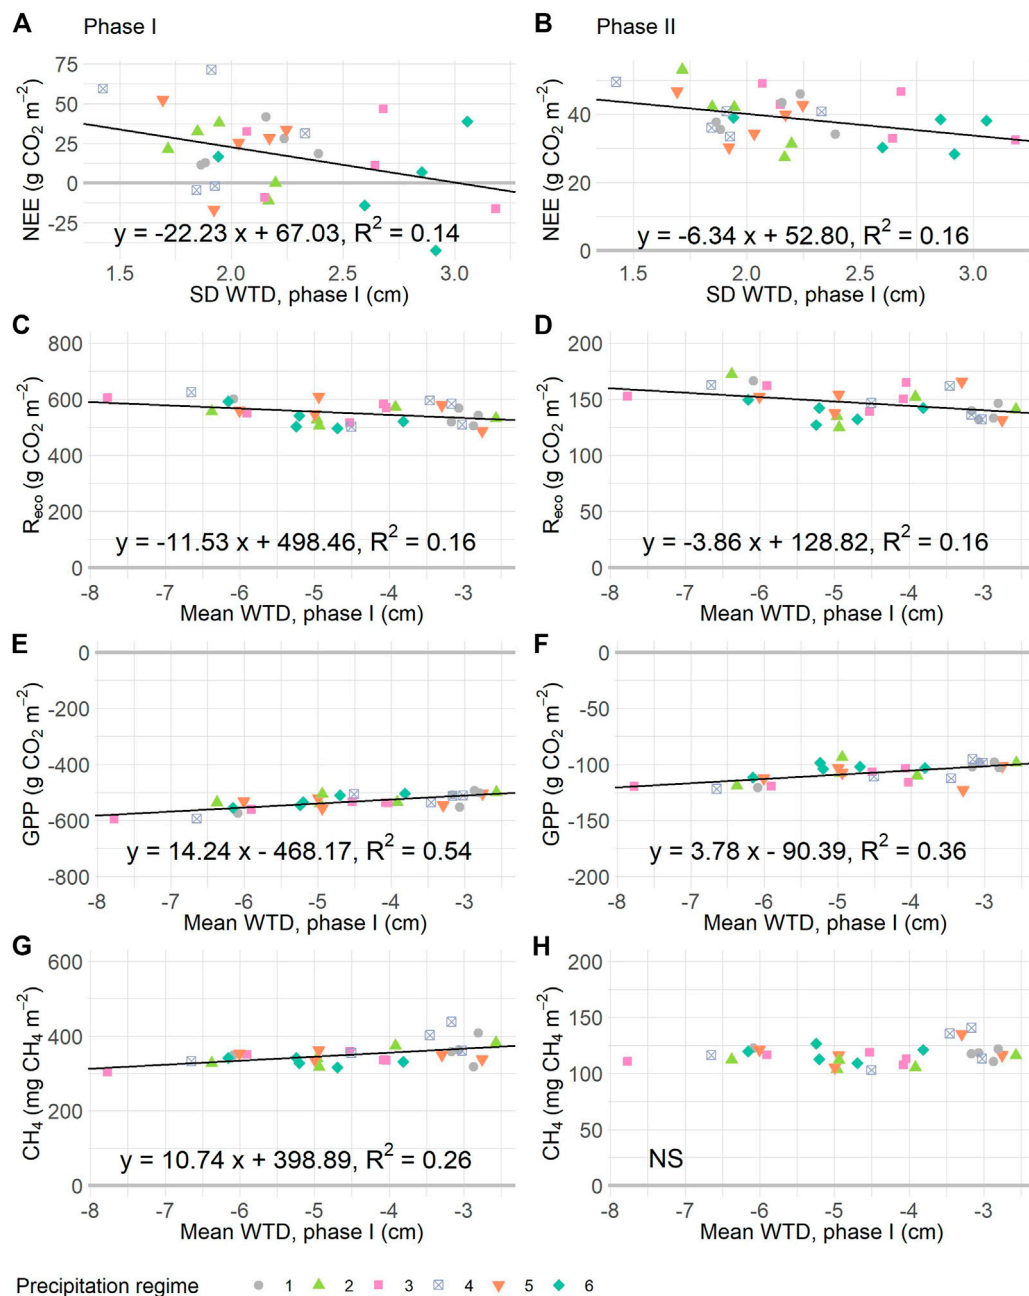 A Phase I
B Phase II
NEE (g CO₂ m⁻²)
75
50
25
0
-25
y = -22.23 x + 67.03, R² = 0.14
1.5 2.0 2.5 3.0
SD WTD, phase I (cm)
NEE (g CO₂ m⁻²)
40
20
0
y = -6.34 x + 52.80, R² = 0.16
1.5 2.0 2.5 3.0
SD WTD, phase I (cm)
C
Reco (g CO₂ m⁻²)
800
600
400
200
0
y = -11.53 x + 498.46, R² = 0.16
-8 -7 -6 -5 -4 -3
Mean WTD, phase I (cm)
D
Reco (g CO₂ m⁻²)
200
150
100
50
0
y = -3.86 x + 128.82, R² = 0.16
-8 -7 -6 -5 -4 -3
Mean WTD, phase I (cm)
E
GPP (g CO₂ m⁻²)
0
-200
-400
-600
-800
y = 14.24 x - 468.17, R² = 0.54
-8 -7 -6 -5 -4 -3
Mean WTD, phase I (cm)
F
GPP (g CO₂ m⁻²)
0
-50
-100
-150
-200
y = 3.78 x - 90.39, R² = 0.36
-8 -7 -6 -5 -4 -3
Mean WTD, phase I (cm)
G
CH₄ (mg CH₄ m⁻²)
600
400
200
0
y = 10.74 x + 398.89, R² = 0.26
-8 -7 -6 -5 -4 -3
Mean WTD, phase I (cm)
H
CH₄ (mg CH₄ m⁻²)
200
150
100
50
0
NS
-8 -7 -6 -5 -4 -3
Mean WTD, phase I (cm)
Precipitation regime 1 2 3 4 5 6